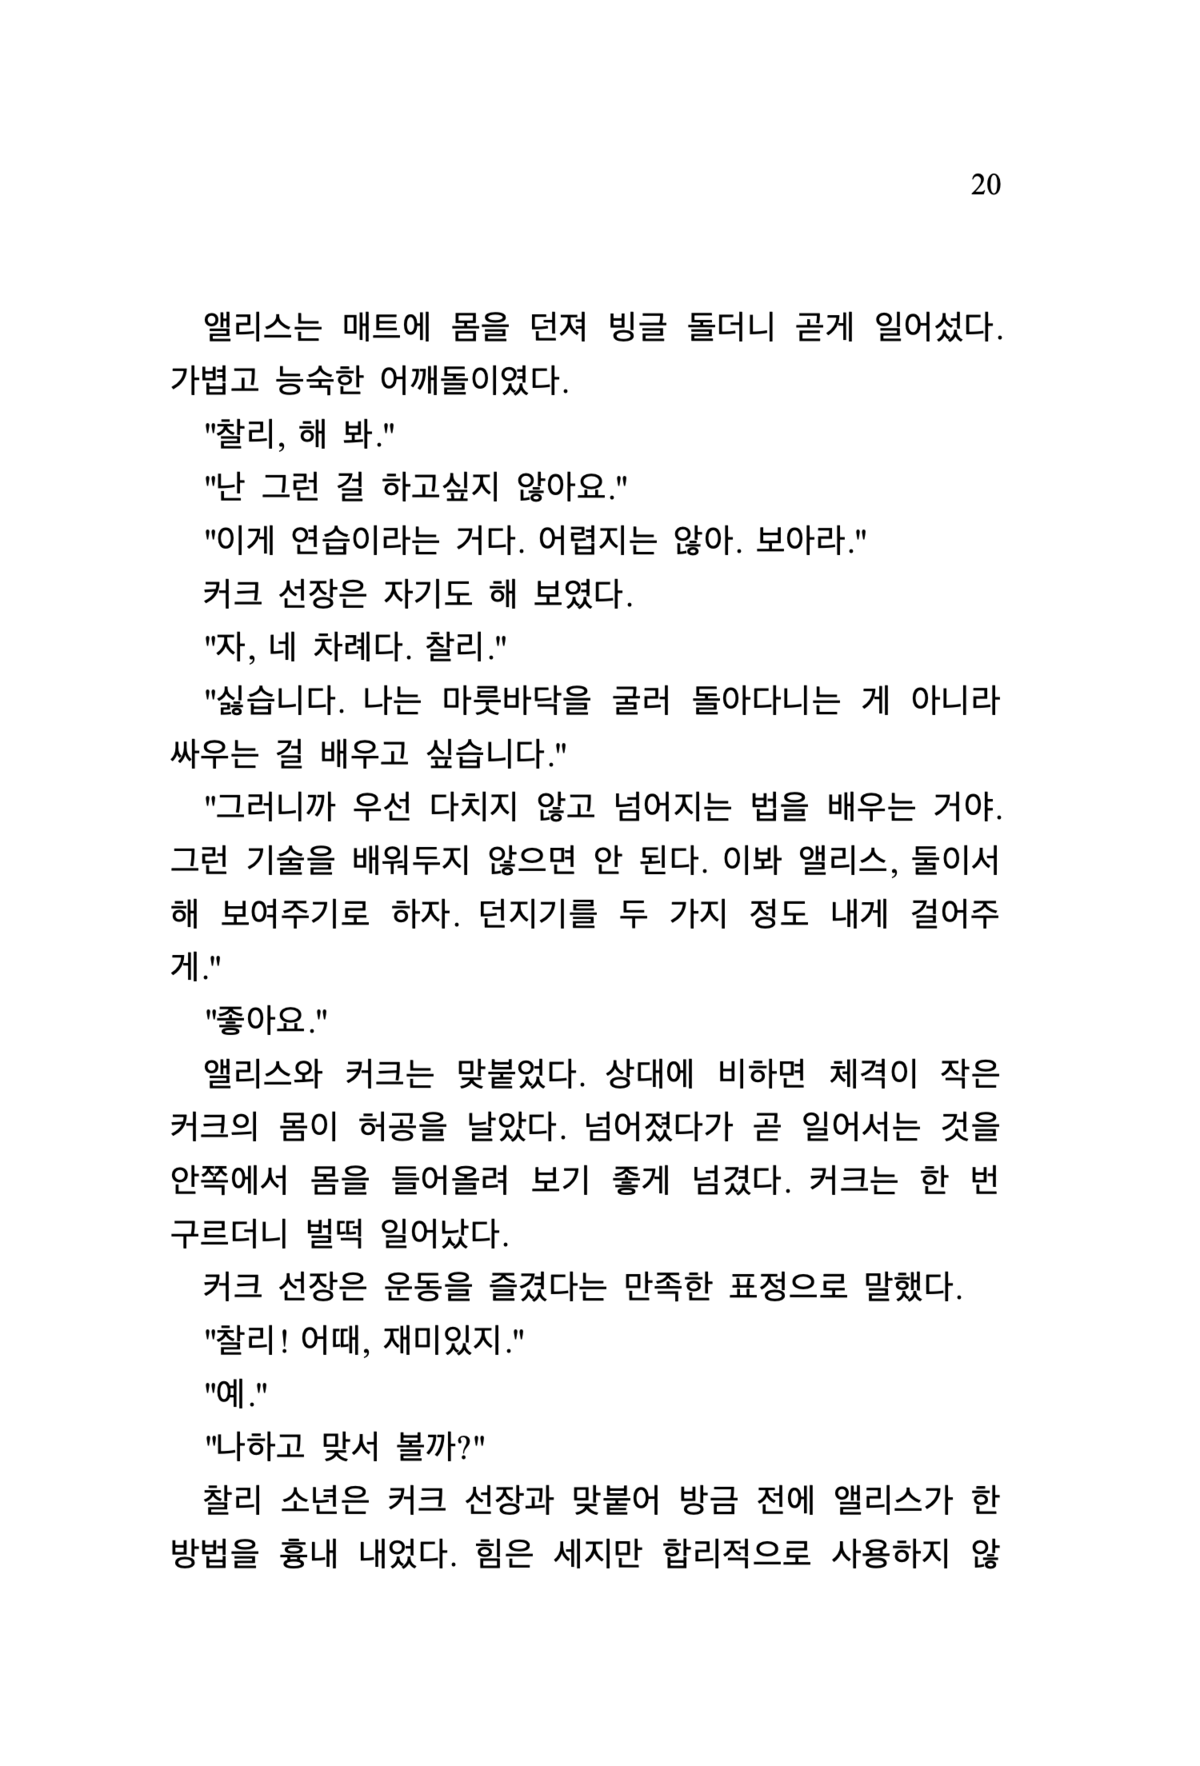 20
앨리스는 매트에 몸을 던져 빙글 돌더니 곧게 일어섰다.
가볍고 능숙한 어깨돌이였다.
"찰리, 해 봐."
"난 그런 걸 하고싶지 않아요."
"이게 연습이라는 거다. 어렵지는 않아. 보아라."
커크 선장은 자기도 해 보였다.
"자, 네 차례다. 찰리."
"싫습니다. 나는 마룻바닥을 굴러 돌아다니는 게 아니라
싸우는 걸 배우고 싶습니다."
"그러니까 우선 다치지 않고 넘어지는 법을 배우는 거야.
그런 기술을 배워두지 않으면 안 된다. 이봐 앨리스, 둘이서
해 보여주기로 하자. 던지기를 두 가지 정도 내게 걸어주
게."
"좋아요."
앨리스와 커크는 맞붙었다. 상대에 비하면 체격이 작은
커크의 몸이 허공을 날았다. 넘어졌다가 곧 일어서는 것을
안쪽에서 몸을 들어올려 보기 좋게 넘겼다. 커크는 한 번
구르더니 벌떡 일어났다.
커크 선장은 운동을 즐겼다는 만족한 표정으로 말했다.
"찰리! 어때, 재미있지."
"예."
"나하고 맞서 볼까?"
찰리 소년은 커크 선장과 맞붙어 방금 전에 앨리스가 한
방법을 흉내 내었다. 힘은 세지만 합리적으로 사용하지 않